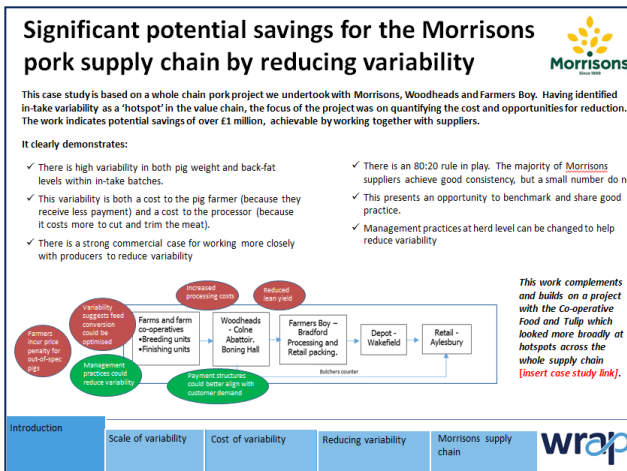 Significant potential savings for the Morrisons
pork supply chain by reducing variability
Morrisons
Since 1899
This case study is based on a whole chain pork project we undertook with Morrisons, Woodheads and Farmers Boy. Having identified
in-take variability as a 'hotspot' in the value chain, the focus of the project was on quantifying the cost and opportunities for reduction.
The work indicates potential savings of over £1 million, achievable by working together with suppliers.
It clearly demonstrates:
✓ There is high variability in both pig weight and back-fat
levels within in-take batches.
✓ This variability is both a cost to the pig farmer (because they
receive less payment) and a cost to the processor (because
it costs more to cut and trim the meat).
✓ There is a strong commercial case for working more closely
with producers to reduce variability
✓ There is an 80:20 rule in play. The majority of Morrisons
suppliers achieve good consistency, but a small number do n
✓ This presents an opportunity to benchmark and share good
practice.
✓ Management practices at herd level can be changed to help
reduce variability
Farmers
incur price
penalty for
out-of-spec
pigs
Variability
suggests feed
conversion
could be
optimised
Management
practices could
reduce variability
Farms and farm
co-operatives
•Breeding units
•Finishing units
Increased
processing costs
Woodheads
- Colne
Abattoir.
Boning Hall
Reduced
lean yield
Farmers Boy –
Bradford
Processing and
Retail packing.
Depot -
Wakefield
Retail -
Aylesbury
Payment structures
could better align with
customer demand
Butchers counter
This work complements
and builds on a project
with the Co-operative
Food and Tulip which
looked more broadly at
hotspots across the
whole supply chain
[insert case study link].
Introduction
Scale of variability
Cost of variability
Reducing variability
Morrisons supply
chain
wrap